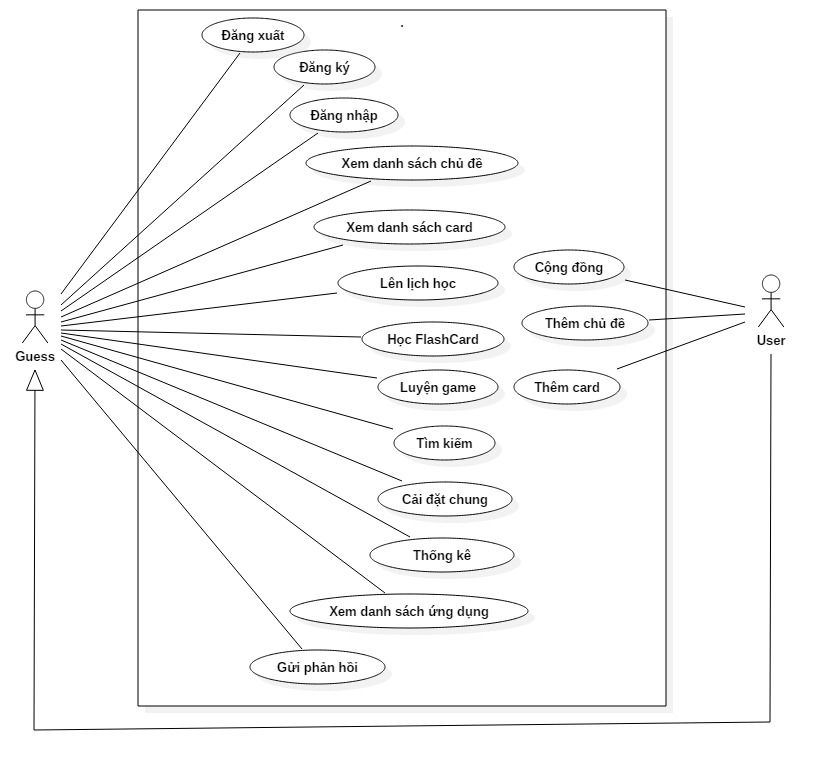 Đăng xuất
Đăng ký
Đăng nhập
Xem danh sách chủ đề
Xem danh sách card
Lên lịch học
Học FlashCard
Luyện game
Tìm kiếm
Cải đặt chung
Thống kê
Xem danh sách ứng dụng
Gửi phản hồi
Cộng đồng
Thêm chủ đề
Thêm card
Guess
User